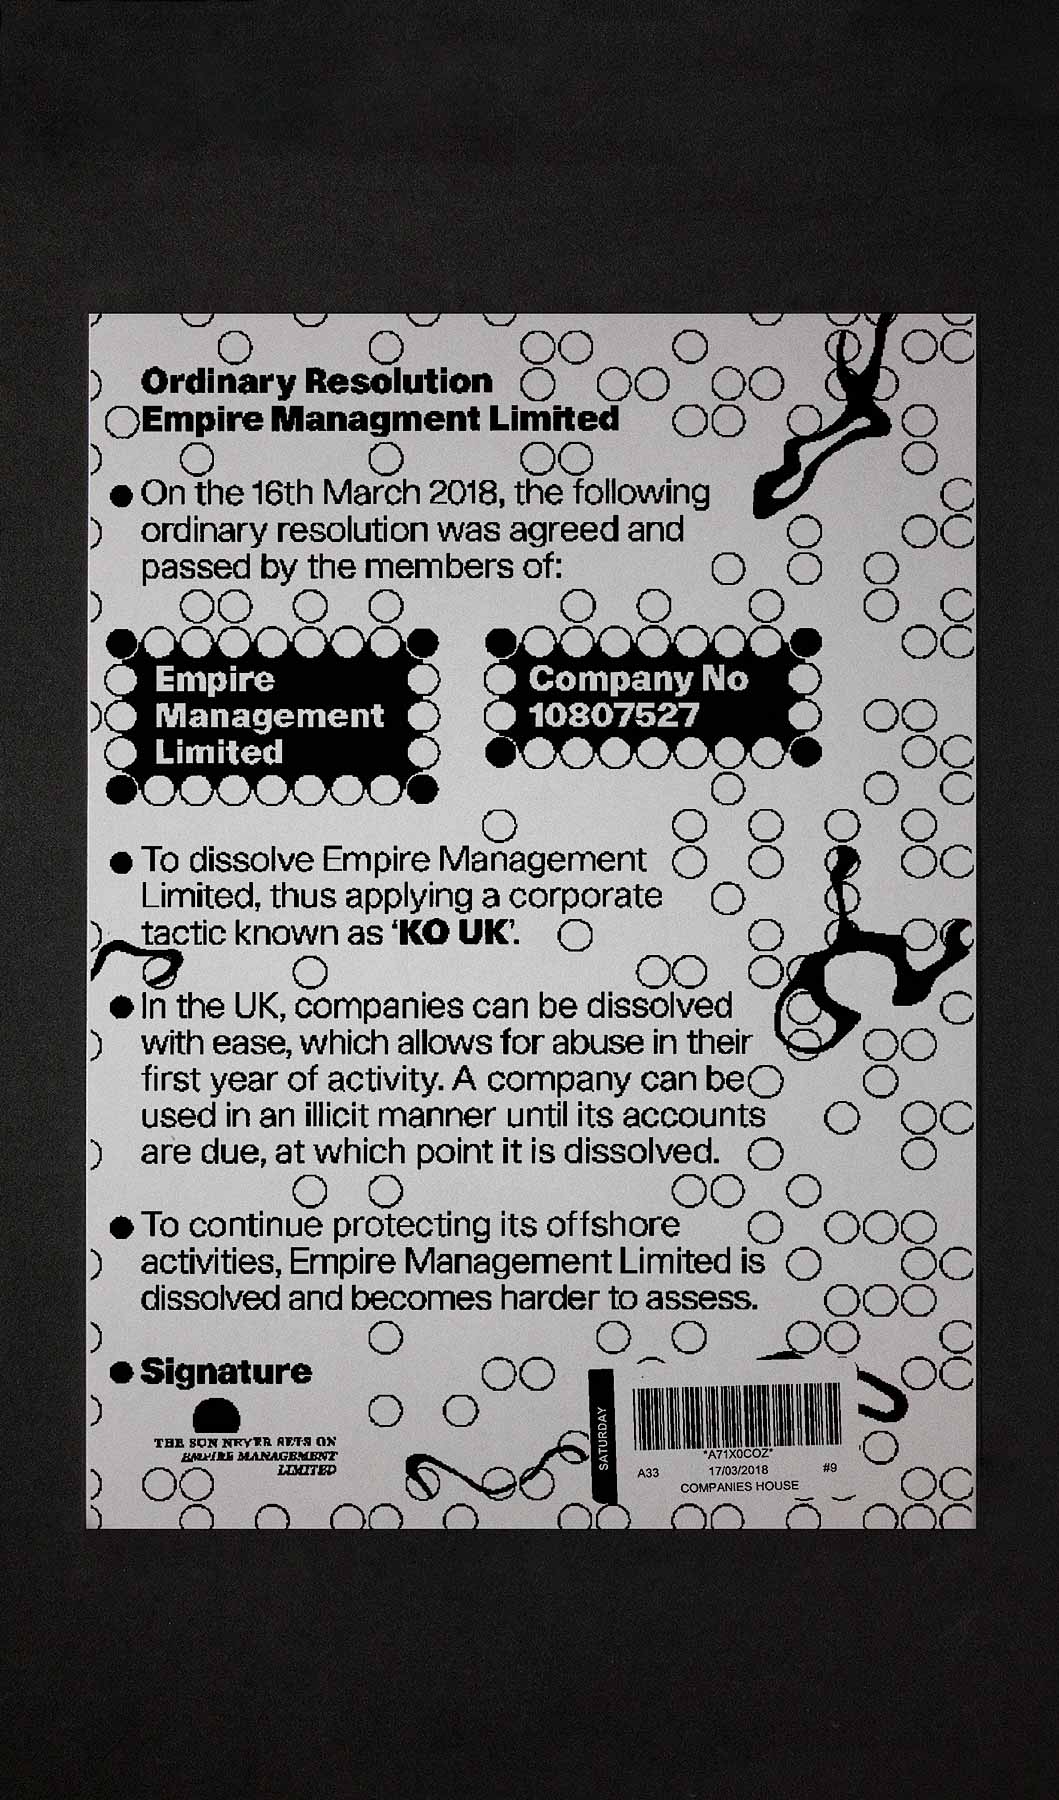 Ordinary Resolution
Empire Managment Limited
On the 16th March 2018, the following
ordinary resolution was agreed and
passed by the members of:
Empire
Management
Limited
Company No
10807527
To dissolve Empire Management
Limited, thus applying a corporate
tactic known as ‘KO UK’.
In the UK, companies can be dissolved
with ease, which allows for abuse in their
first year of activity. A company can be
used in an illicit manner until its accounts
are due, at which point it is dissolved.
To continue protecting its offshore
activities, Empire Management Limited is
dissolved and becomes harder to assess.
Signature
THE SUN NEVER SETS ON
EMPIRE MANAGEMENT
LIMITED
SATURDAY
*A71X0COZ*
A33 17/03/2018 #9
COMPANIES HOUSE